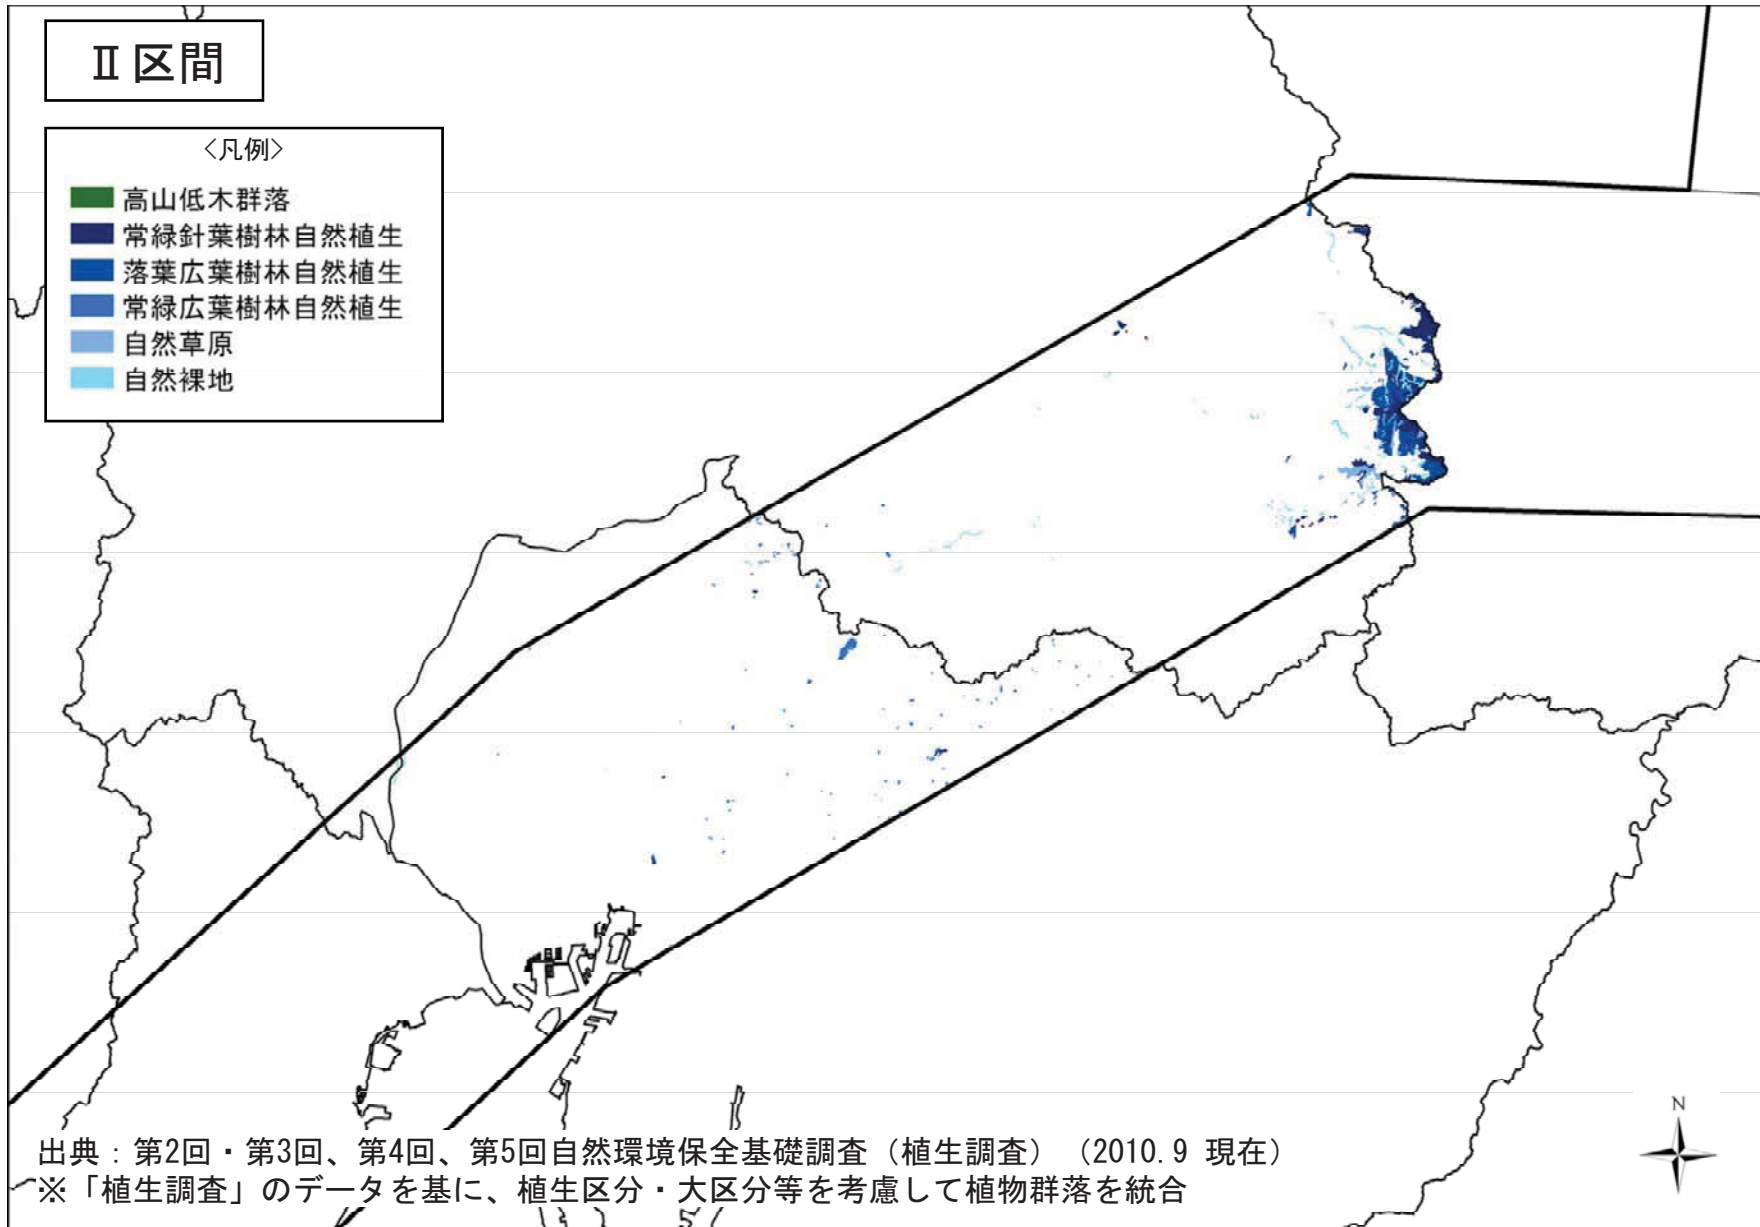 Ⅱ区間
〈凡例〉
高山低木群落
常緑針葉樹林自然植生
落葉広葉樹林自然植生
常緑広葉樹林自然植生
自然草原
自然裸地
N
出典：第2回・第3回、第4回、第5回自然環境保全基礎調査（植生調査）（2010.9 現在）
※「植生調査」のデータを基に、植生区分・大区分等を考慮して植物群落を統合